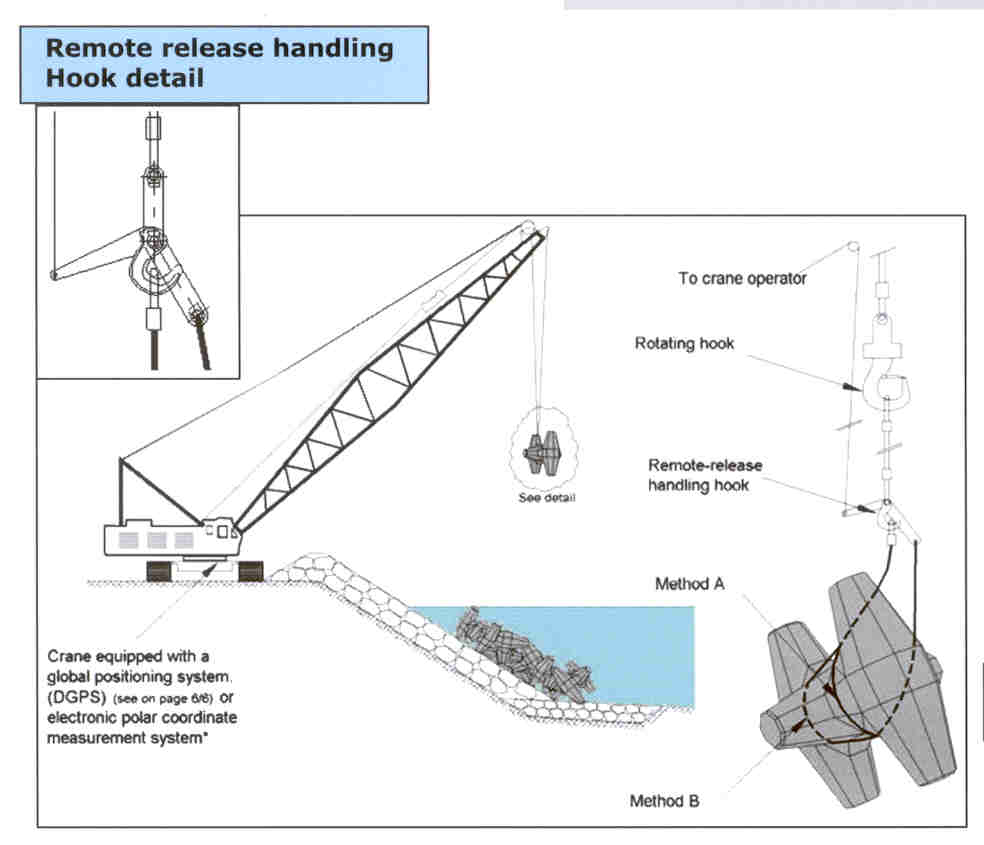 Remote release handling
Hook detail
To crane operator
Rotating hook
Remote-release
handling hook
See detail
Method A
Crane equipped with a
global positioning system.
(DGPS) (see on page 6/6) or
electronic polar coordinate
measurement system*
Method B